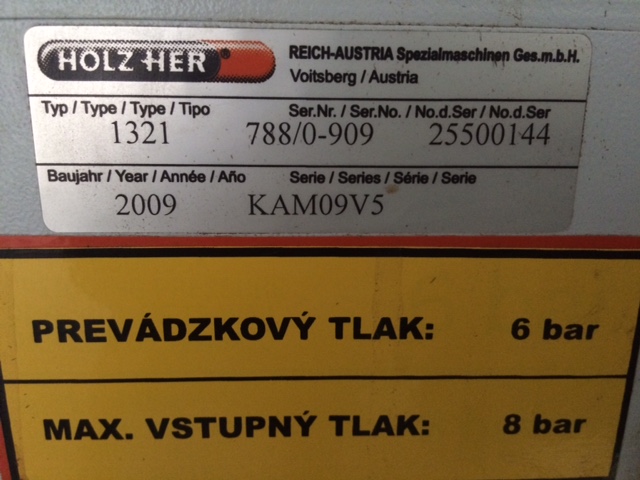 HOLZ HER
REICH-AUSTRIA Spezialmaschinen Ges.m.b.H.
Voitsberg / Austria
Typ / Type / Type / Tipo Ser.Nr. / Ser.No. / No.d.Ser / No.d.Ser
1321 788/0-909 25500144
Baujahr / Year / Année / Año Serie / Series / Série / Serie
2009 KAM09V5
PREVÁDZKOVÝ TLAK: 6 bar
MAX. VSTUPNÝ TLAK: 8 bar